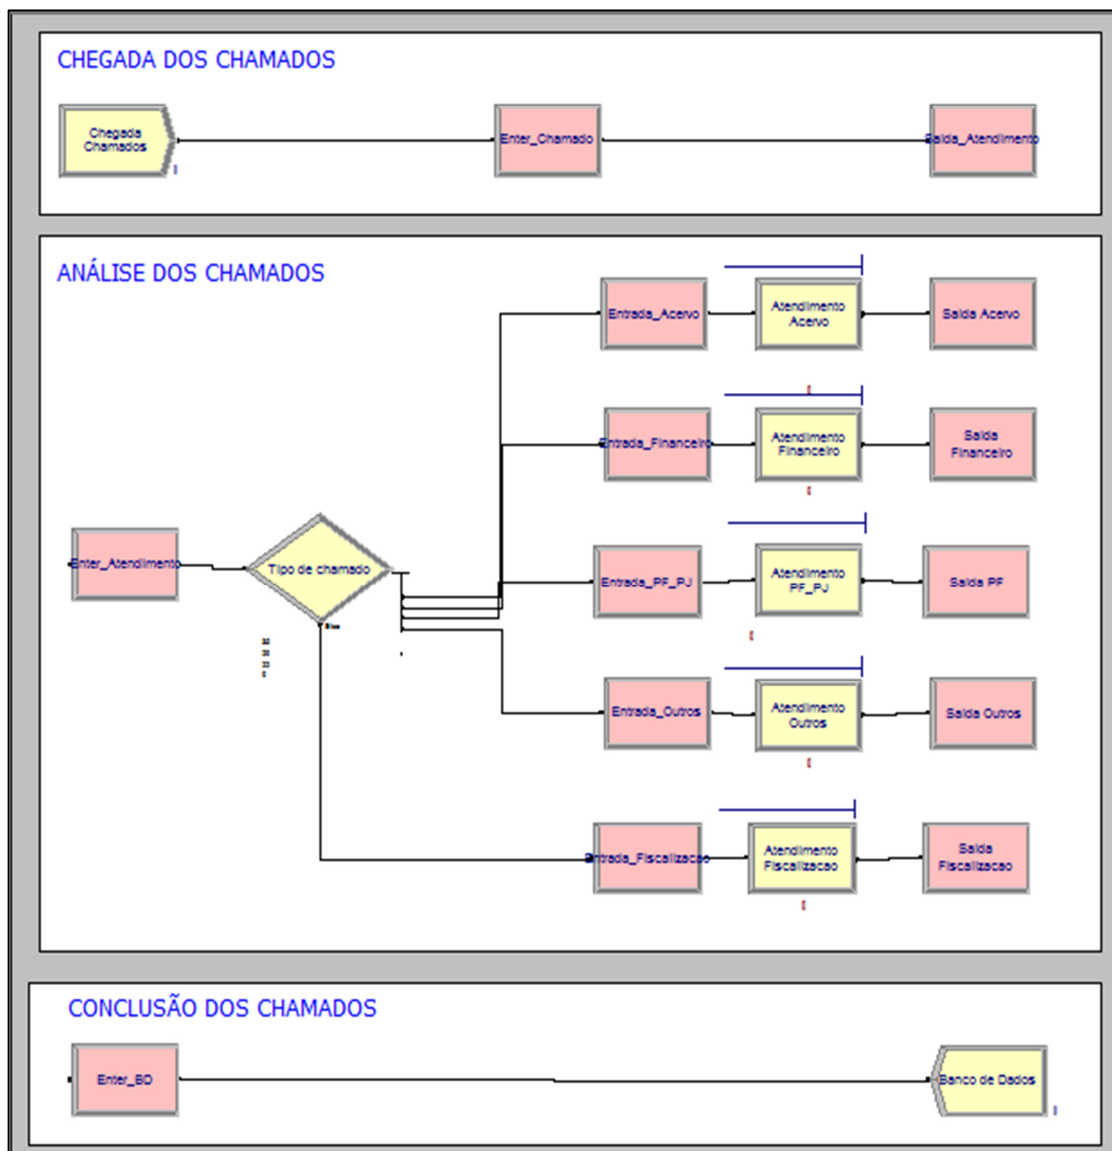 CHEGADA DOS CHAMADOS
Chegada
Chamados
Enter_Chamado
Saida_Atendimento
ANÁLISE DOS CHAMADOS
Entrada_Acervo
Atendimento
Acervo
Saida Acervo
Entrada_Financeiro
Atendimento
Financeiro
Saida
Financeiro
Enter_Atendimento
Tipo de chamado
Entrada_PF_PJ
Atendimento
PF_PJ
Saida PF
Entrada_Outros
Atendimento
Outros
Saida Outros
Entrada_Fiscalizacao
Atendimento
Fiscalizacao
Saida
Fiscalizacao
CONCLUSÃO DOS CHAMADOS
Enter_BD
Banco de Dados